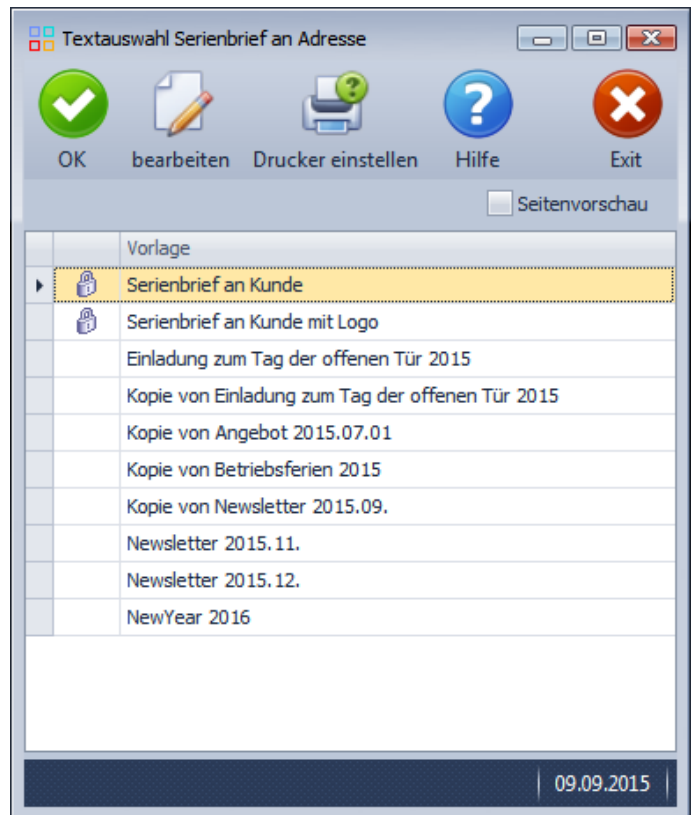 Textauswahl Serienbrief an Adresse
OK bearbeiten Drucker einstellen Hilfe Exit
Seitenvorschau
Vorlage
Serienbrief an Kunde
Serienbrief an Kunde mit Logo
Einladung zum Tag der offenen Tür 2015
Kopie von Einladung zum Tag der offenen Tür 2015
Kopie von Angebot 2015.07.01
Kopie von Betriebsferien 2015
Kopie von Newsletter 2015.09.
Newsletter 2015.11.
Newsletter 2015.12.
NewYear 2016
09.09.2015